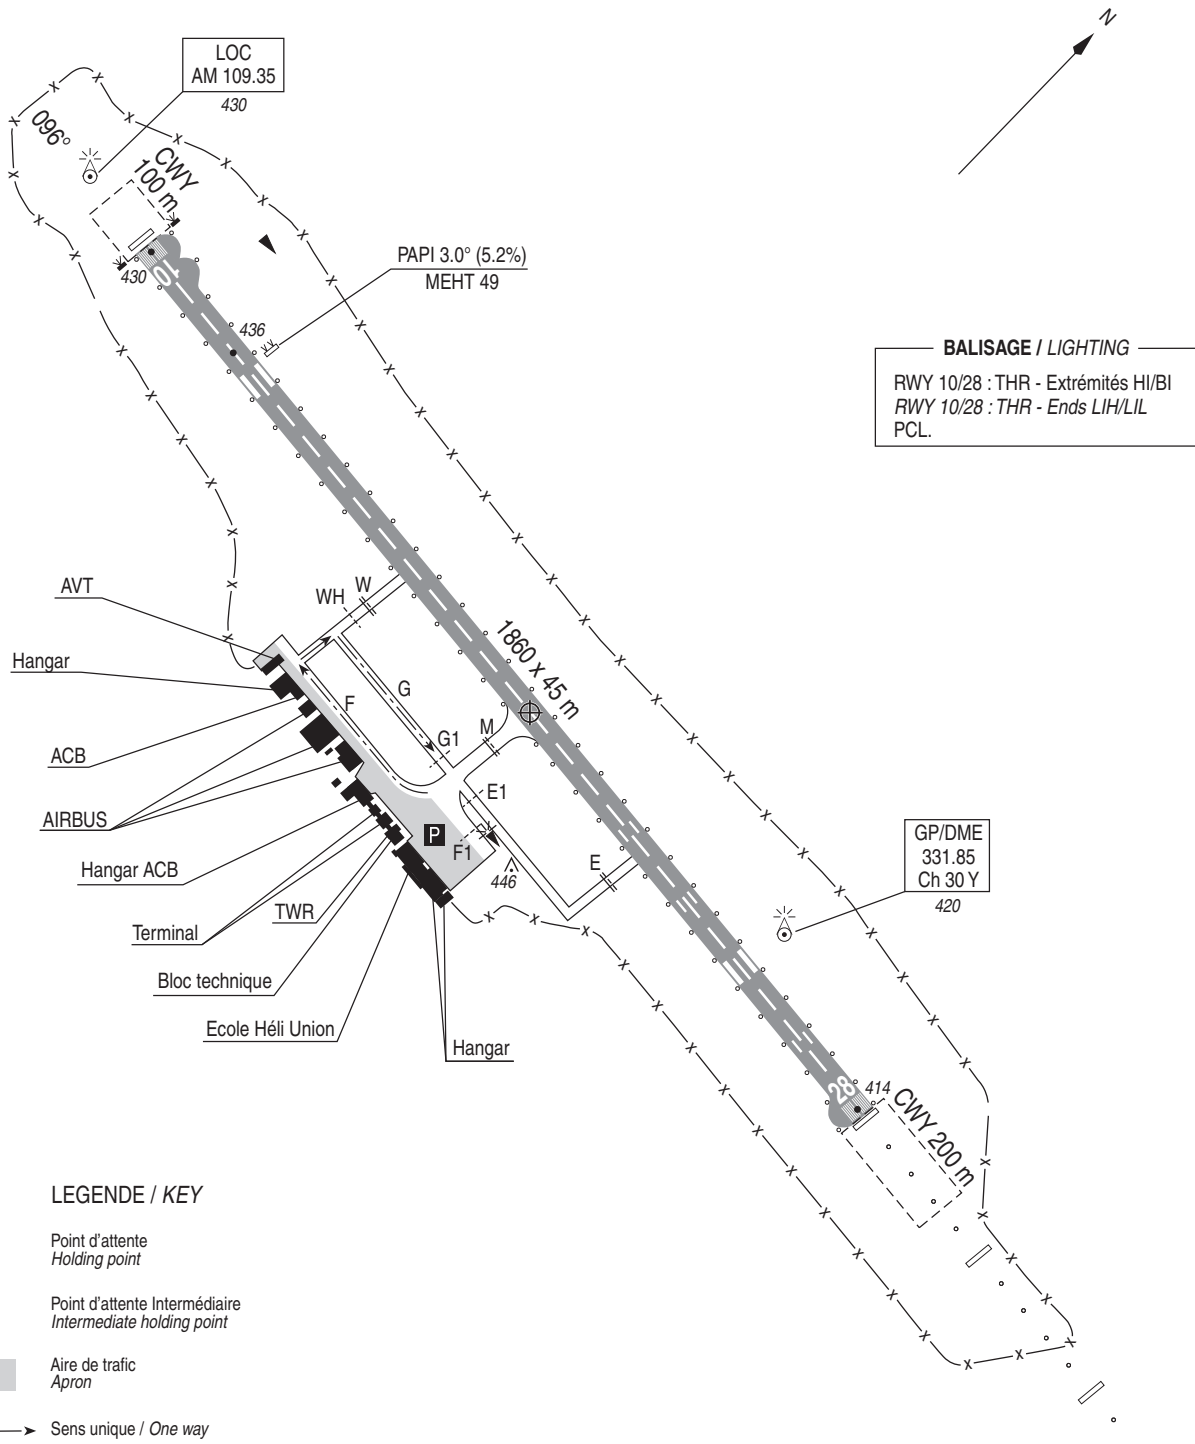 N
LOC
AM 109.35
430
096°
CWY
100 m
430
10
PAPI 3.0° (5.2%)
MEHT 49
436
BALISAGE / LIGHTING
RWY 10/28 : THR - Extrémités HI/BI
RWY 10/28 : THR - Ends LIH/LIL
PCL.
AVT
WH
W
Hangar
1860 x 45 m
F
G
G1
M
ACB
E1
AIRBUS
P
F1
GP/DME
331.85
Ch 30 Y
420
Hangar ACB
446
E
TWR
Terminal
Bloc technique
Ecole Héli Union
Hangar
28
414
CWY 200 m
LEGENDE / KEY
Point d'attente
Holding point
Point d'attente Intermédiaire
Intermediate holding point
Aire de trafic
Apron
Sens unique / One way